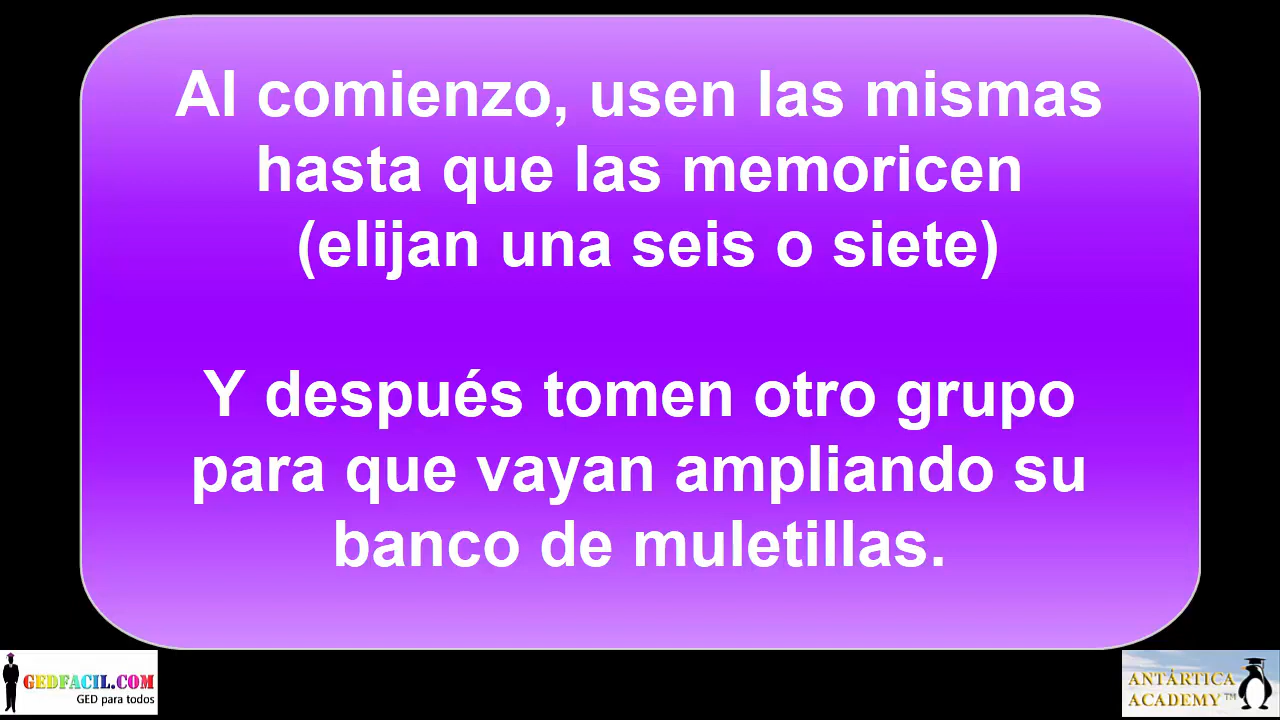 Al comienzo, usen las mismas
hasta que las memoricen
(elijan una seis o siete)
Y después tomen otro grupo
para que vayan ampliando su
banco de muletillas.
GEDFACIL.COM
GED para todos
ANTÁRTICA
ACADEMY™